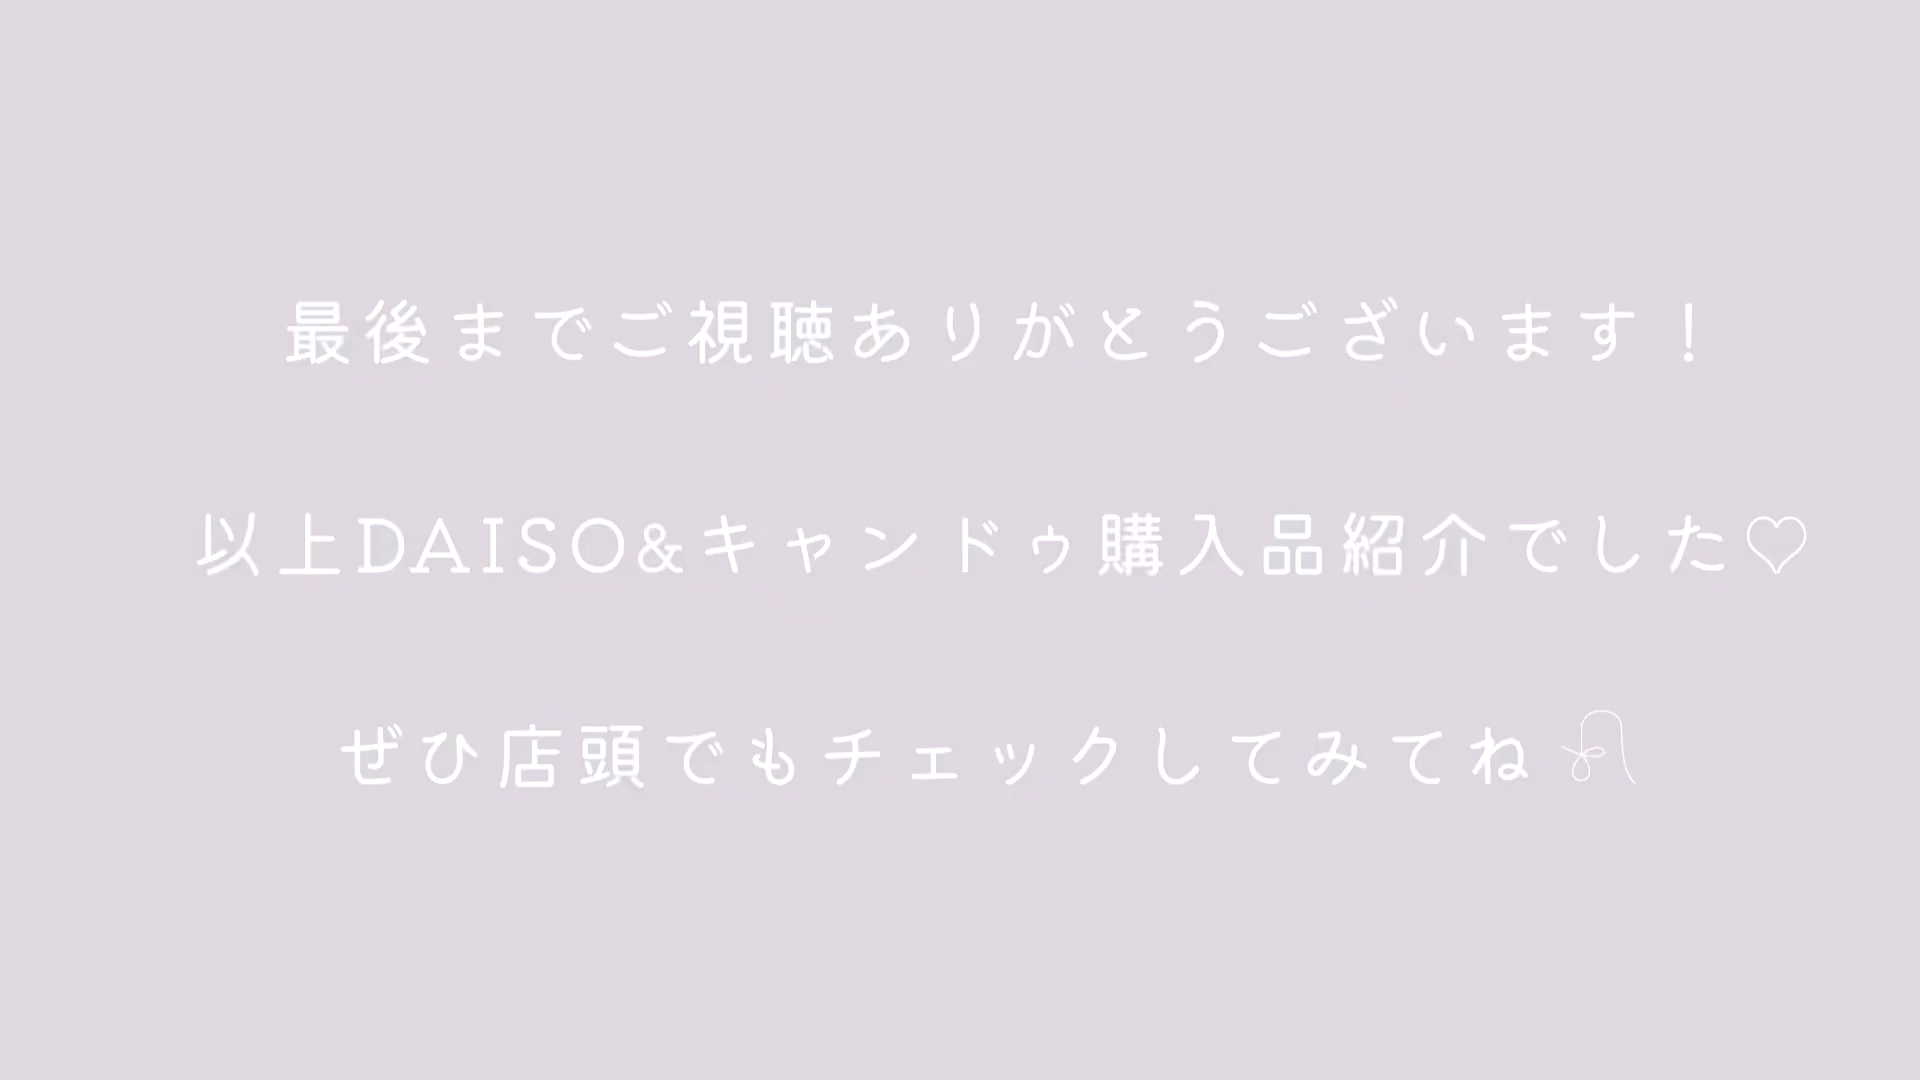 最後までご視聴ありがとうございます！
以上DAISO&キャンドゥ購入品紹介でした♡
ぜひ店頭でもチェックしてみてね